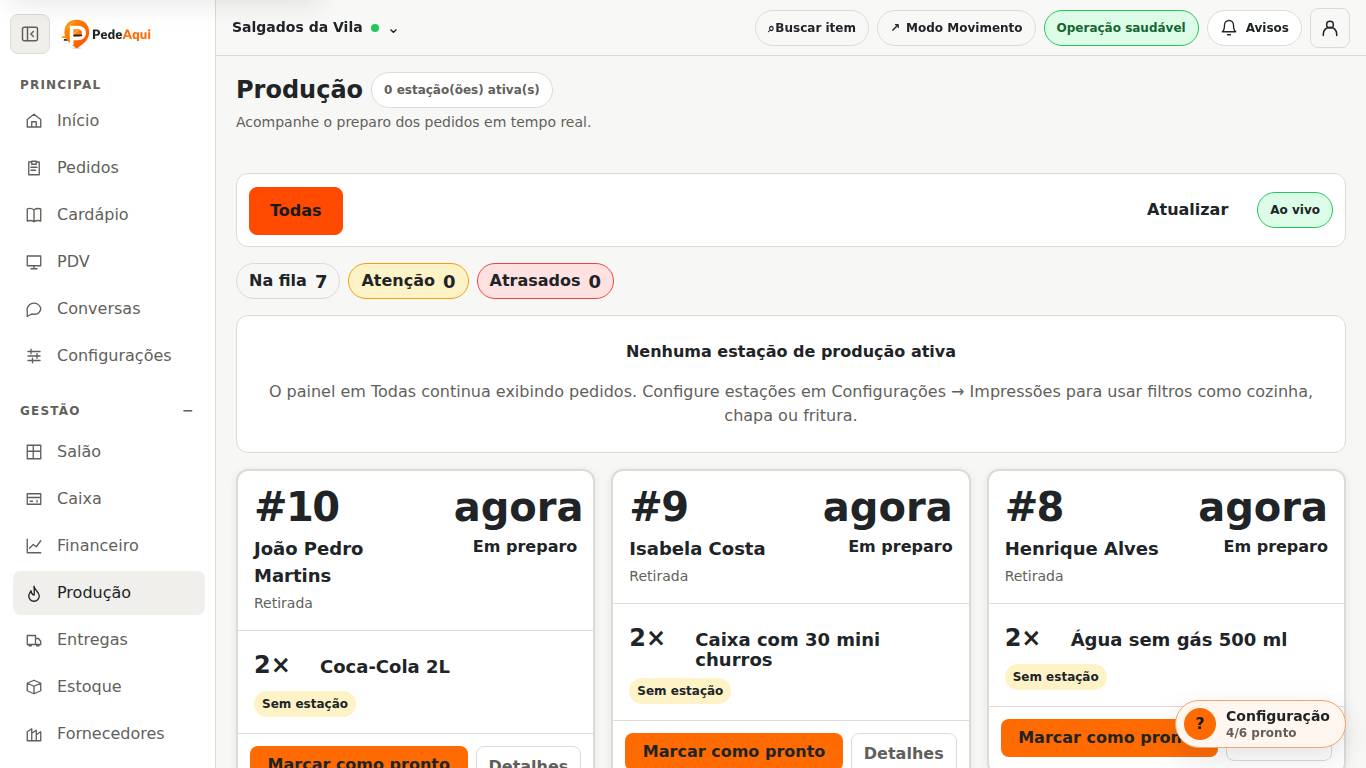 PedeAqui
PRINCIPAL
Início
Pedidos
Cardápio
PDV
Conversas
Configurações
GESTÃO −
Salão
Caixa
Financeiro
Produção
Entregas
Estoque
Fornecedores
Salgados da Vila
Buscar item
↗ Modo Movimento
Operação saudável
Avisos
Produção
0 estação(ões) ativa(s)
Acompanhe o preparo dos pedidos em tempo real.
Todas
Atualizar
Ao vivo
Na fila 7
Atenção 0
Atrasados 0
Nenhuma estação de produção ativa
O painel em Todas continua exibindo pedidos. Configure estações em Configurações → Impressões para usar filtros como cozinha,
chapa ou fritura.
#10 agora
João Pedro
Martins
Em preparo
Retirada
2× Coca-Cola 2L
Sem estação
Marcar como pronto
Detalhes
#9 agora
Isabela Costa
Em preparo
Retirada
2× Caixa com 30 mini
churros
Sem estação
Marcar como pronto
Detalhes
#8 agora
Henrique Alves
Em preparo
Retirada
2× Água sem gás 500 ml
Sem estação
Marcar como pron
? Configuração
4/6 pronto